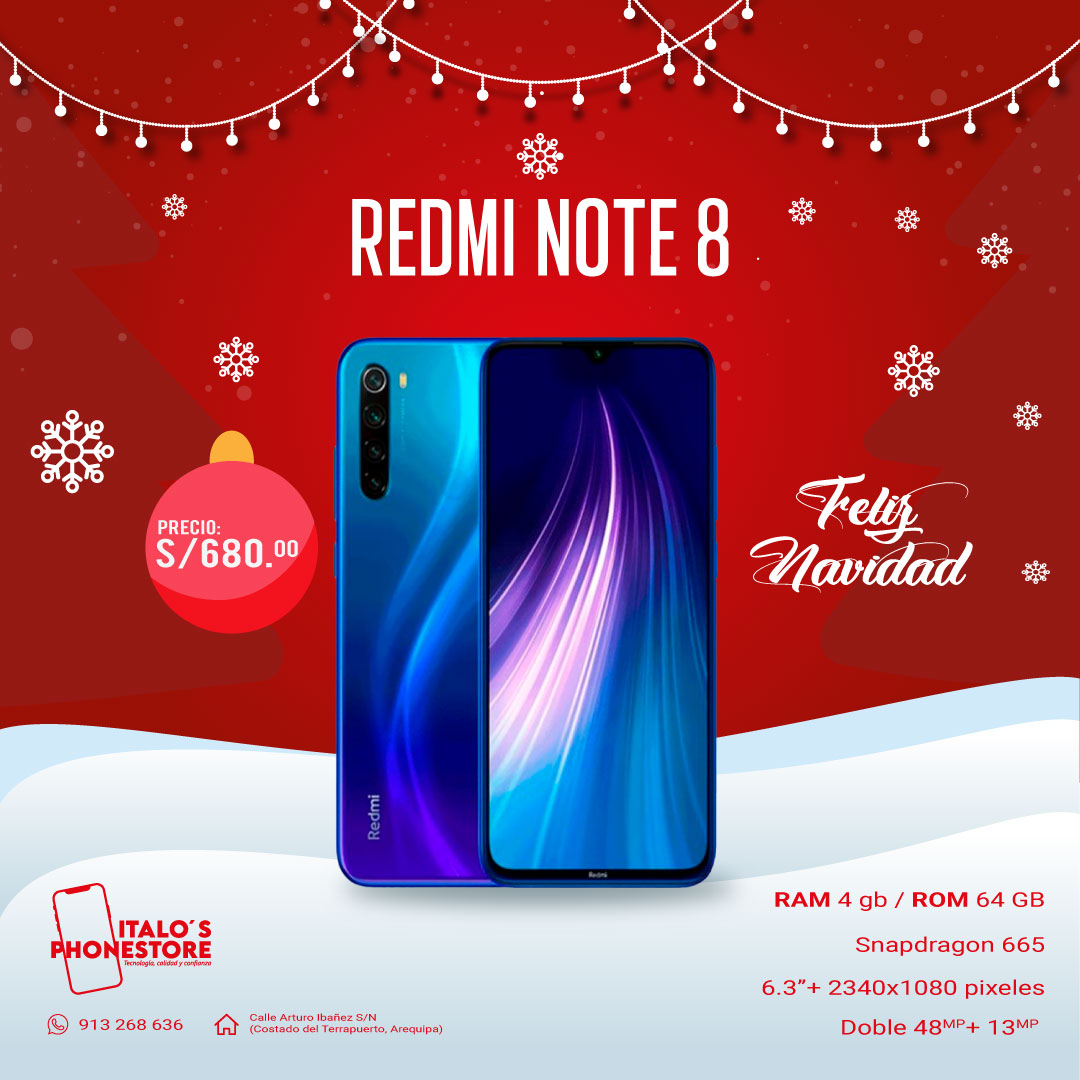 REDMI NOTE 8
PRECIO:
S/680.00
Feliz
Navidad
Redmi
Redmi
ITALO´S
PHONESTORE
Tecnología, calidad y confianza
913 268 636
Calle Arturo Ibañez S/N
(Costado del Terrapuerto, Arequipa)
RAM 4 gb / ROM 64 GB
Snapdragon 665
6.3”+ 2340x1080 pixeles
Doble 48MP+ 13MP